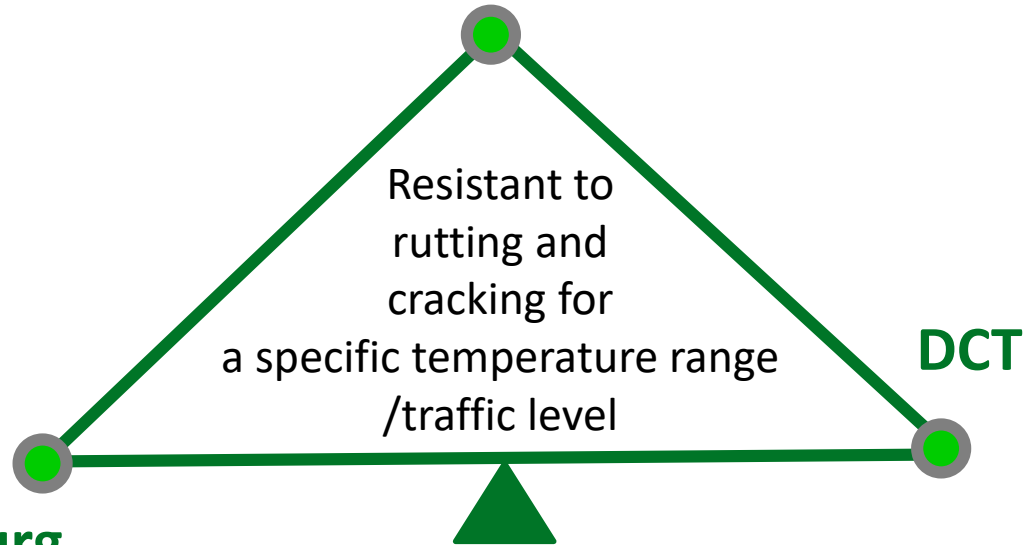 Resistant to
rutting and
cracking for
a specific temperature range
/traffic level
DCT